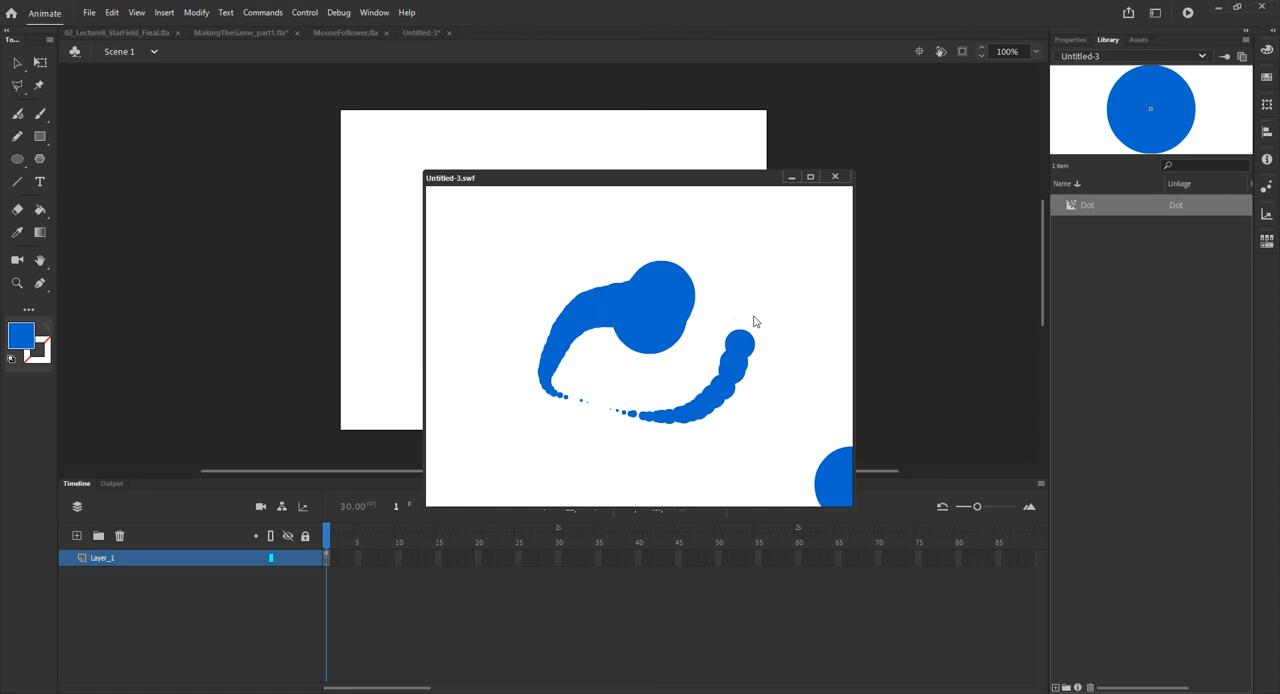 Animate File Edit View Insert Modify Text Commands Control Debug Window Help
02_Lecture8_StarField_Final.fla MakingTheGame_part1.fla* MouseFollower.fla Untitled-3*
To...
Scene 1 100%
Properties Library Assets
Untitled-3
1 item
Name Linkage
Dot Dot
Untitled-3.swf
Timeline Output
30.00 FPS 1 F
1s 2s
5 10 15 20 25 30 35 40 45 50 55 60 65 70 75 80 85
Layer_1